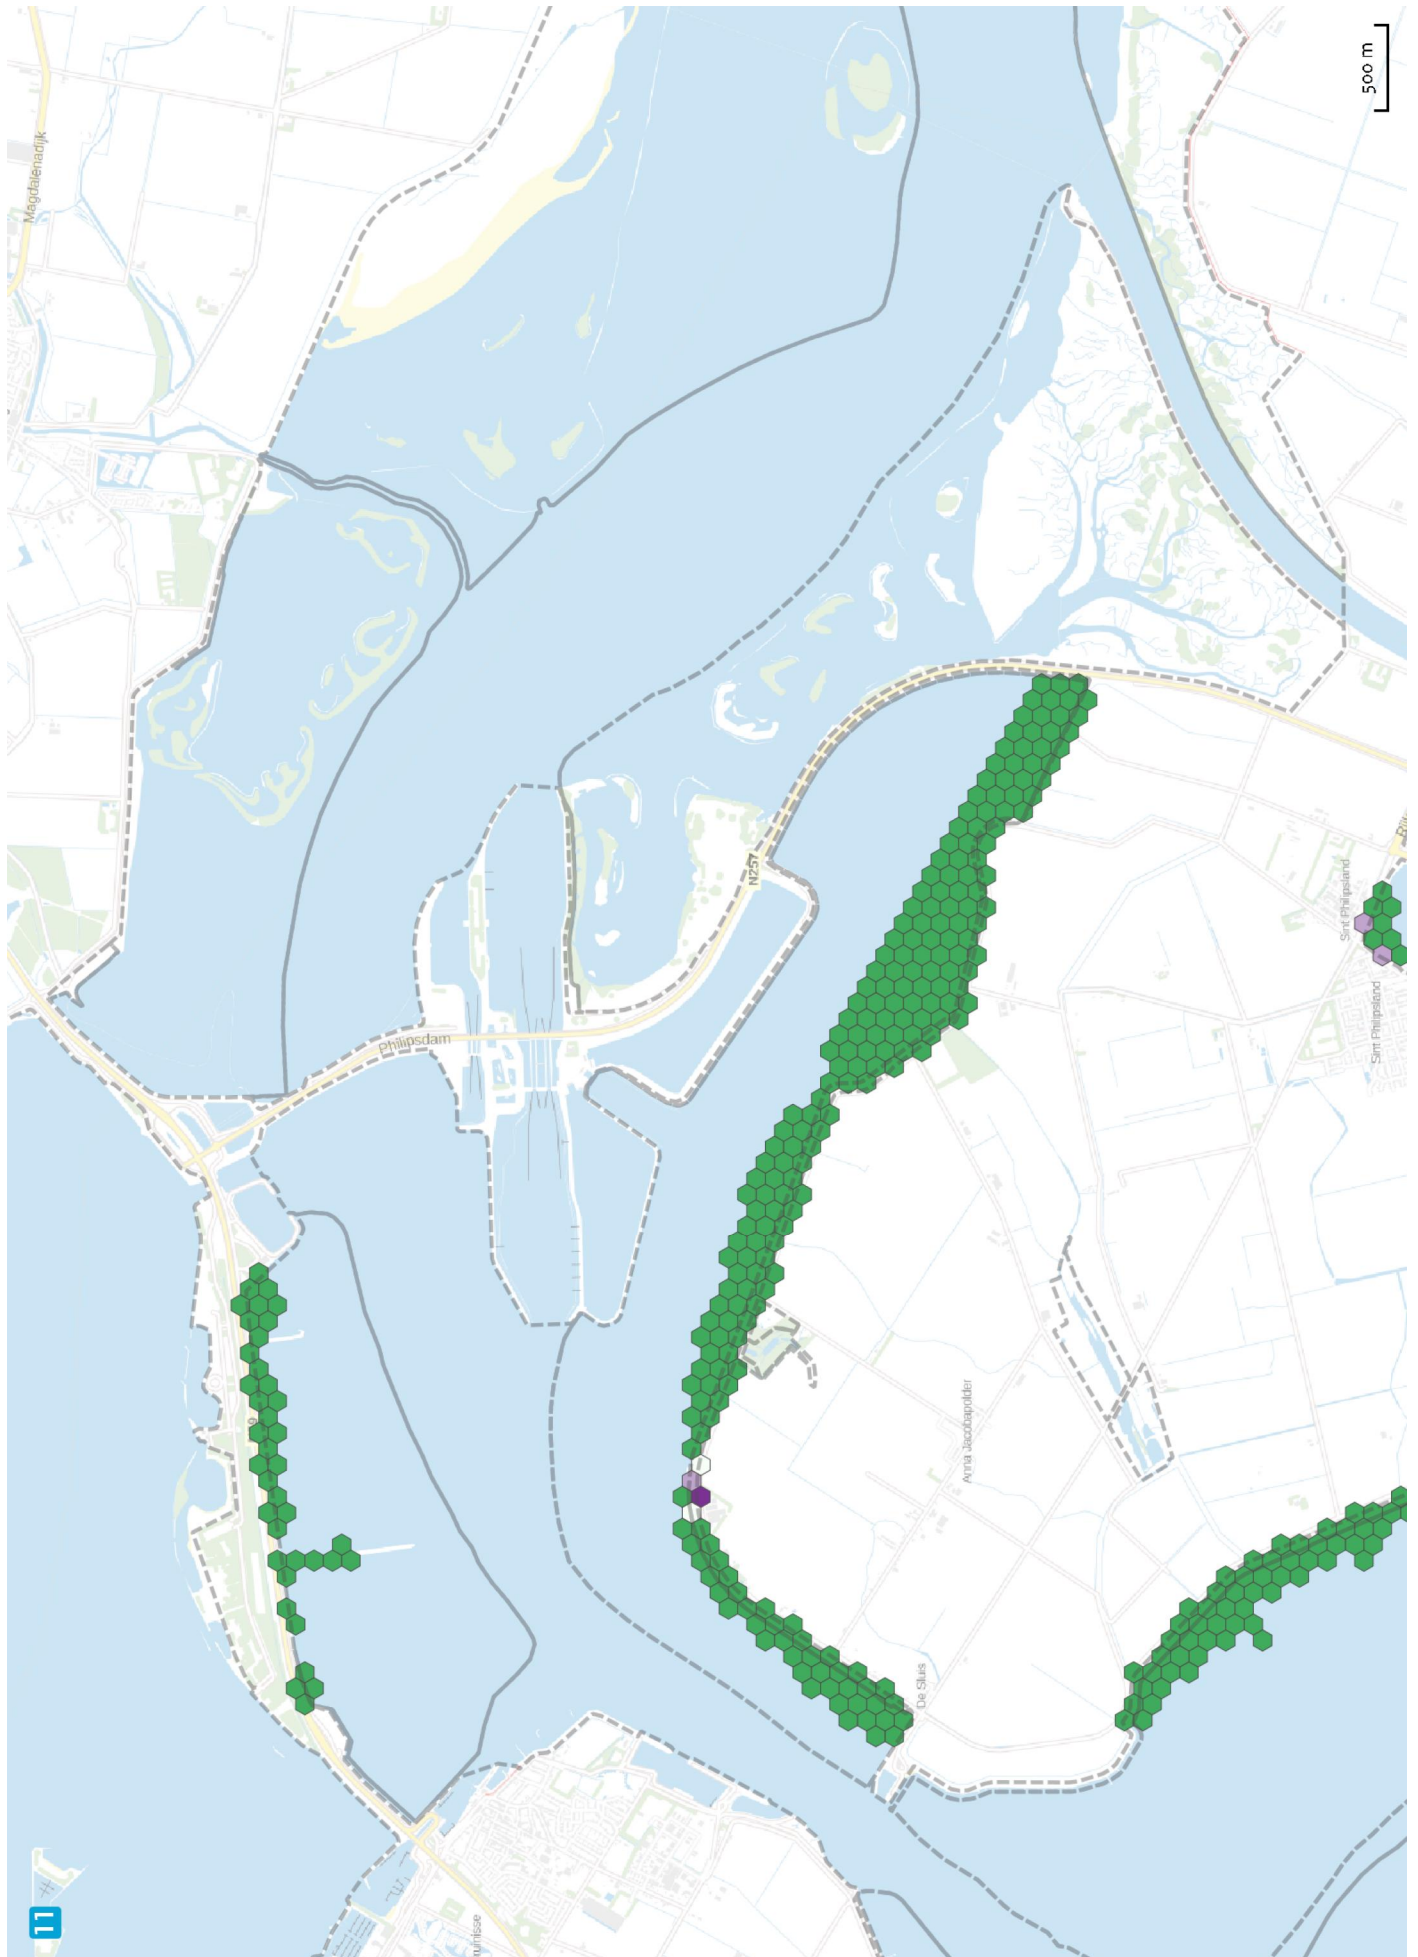 500 m
Magdalenadijk
N257
Philipsdam
Sint Philipsland
Sint Philipsland
Anna Jacobapolder
De Sluis
11